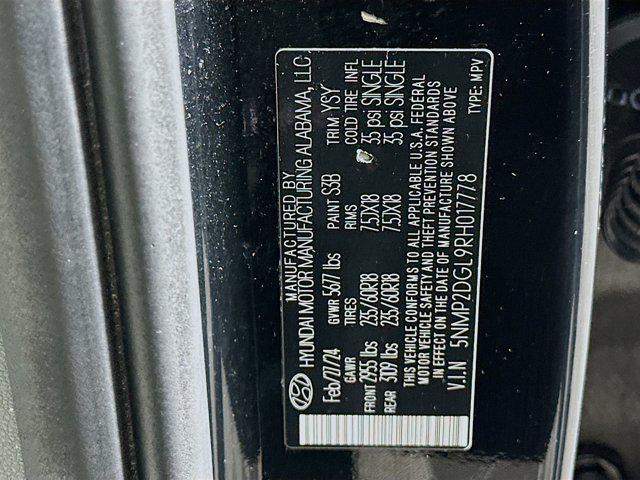 MANUFACTURED BY
HYUNDAI MOTOR MANUFACTURING ALABAMA, LLC
Feb/27/24 GVWR 5677 lbs PAINT S3B TRIM YSY
GAWR TIRES RIMS COLD TIRE INFL
FRONT 2955 lbs 235/60R18 7.5JX18 35 psi SINGLE
REAR 3109 lbs 235/60R18 7.5JX18 35 psi SINGLE
THIS VEHICLE CONFORMS TO ALL APPLICABLE U.S.A. FEDERAL
MOTOR VEHICLE SAFETY AND THEFT PREVENTION STANDARDS
IN EFFECT ON THE DATE OF MANUFACTURE SHOWN ABOVE
V.I.N 5NMP2DGL9RH017778 TYPE: MPV